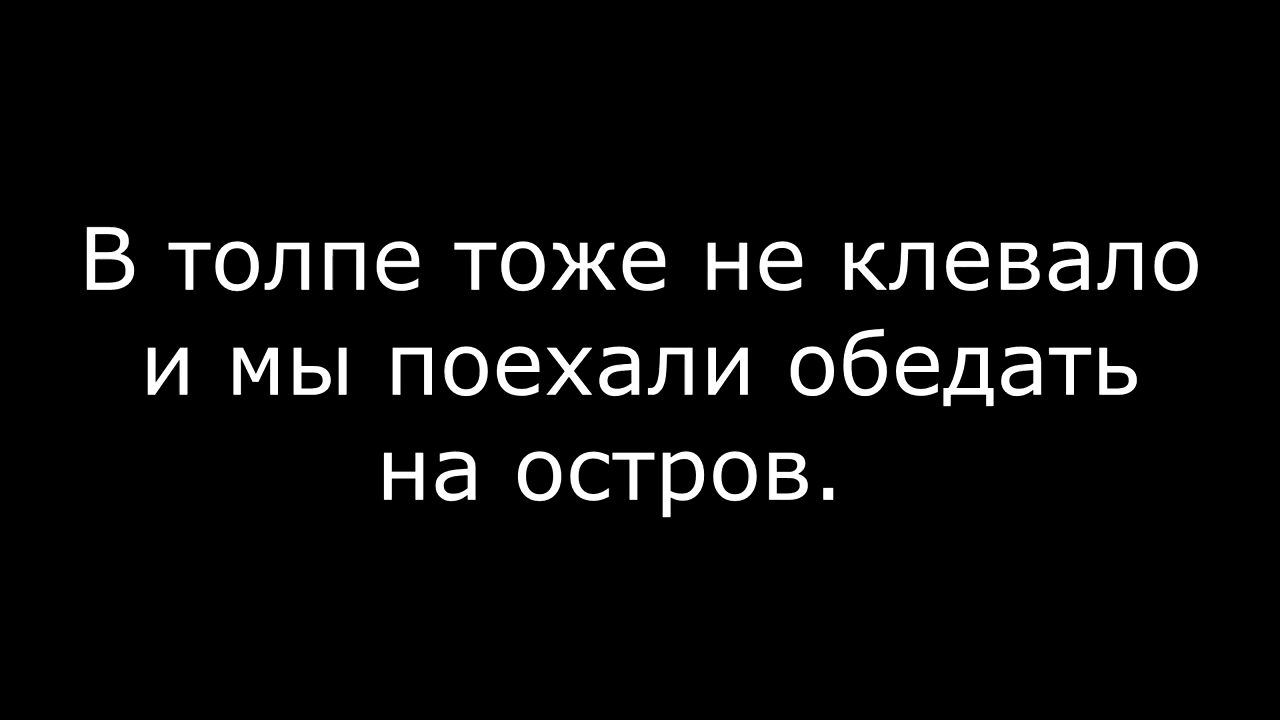 В толпе тоже не клевало
и мы поехали обедать
на остров.